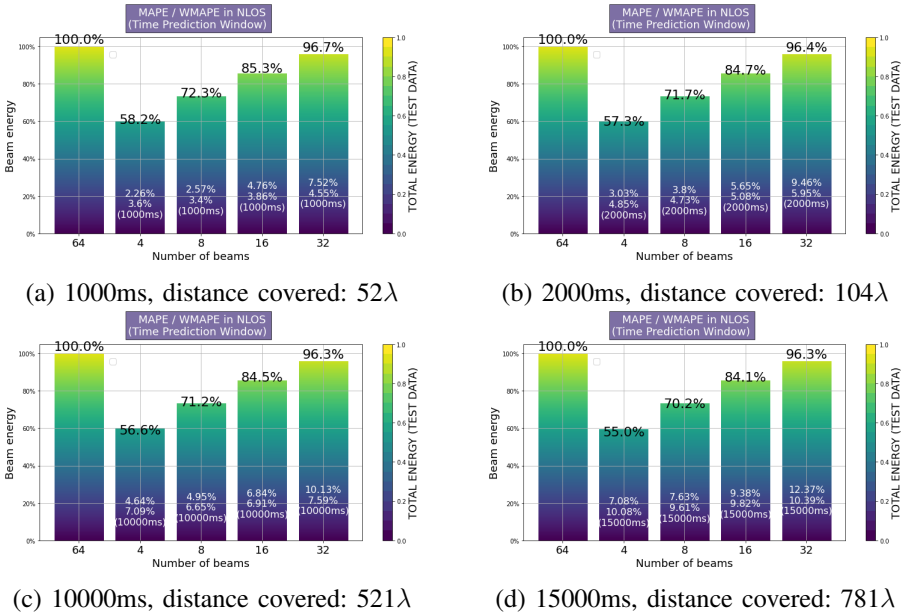 MAPE / WMAPE in NLOS
(Time Prediction Window)
100.0%
58.2%
72.3%
85.3%
96.7%
100%
80%
60%
40%
20%
0%
Beam energy
2.26%
3.6%
(1000ms)
2.57%
3.4%
(1000ms)
4.76%
3.86%
(1000ms)
7.52%
4.55%
(1000ms)
64 4 8 16 32
Number of beams
1.0
0.8
0.6
0.4
0.2
0.0
TOTAL ENERGY (TEST DATA)
(a) 1000ms, distance covered: 52λ
MAPE / WMAPE in NLOS
(Time Prediction Window)
100.0%
57.3%
71.7%
84.7%
96.4%
100%
80%
60%
40%
20%
0%
Beam energy
3.03%
4.85%
(2000ms)
3.8%
4.73%
(2000ms)
5.65%
5.08%
(2000ms)
9.46%
5.95%
(2000ms)
64 4 8 16 32
Number of beams
1.0
0.8
0.6
0.4
0.2
0.0
TOTAL ENERGY (TEST DATA)
(b) 2000ms, distance covered: 104λ
MAPE / WMAPE in NLOS
(Time Prediction Window)
100.0%
56.6%
71.2%
84.5%
96.3%
100%
80%
60%
40%
20%
0%
Beam energy
4.64%
7.09%
(10000ms)
4.95%
6.65%
(10000ms)
6.84%
6.91%
(10000ms)
10.13%
7.59%
(10000ms)
64 4 8 16 32
Number of beams
1.0
0.8
0.6
0.4
0.2
0.0
TOTAL ENERGY (TEST DATA)
(c) 10000ms, distance covered: 521λ
MAPE / WMAPE in NLOS
(Time Prediction Window)
100.0%
55.0%
70.2%
84.1%
96.3%
100%
80%
60%
40%
20%
0%
Beam energy
7.08%
10.08%
(15000ms)
7.63%
9.61%
(15000ms)
9.38%
9.82%
(15000ms)
12.37%
10.39%
(15000ms)
64 4 8 16 32
Number of beams
1.0
0.8
0.6
0.4
0.2
0.0
TOTAL ENERGY (TEST DATA)
(d) 15000ms, distance covered: 781λ